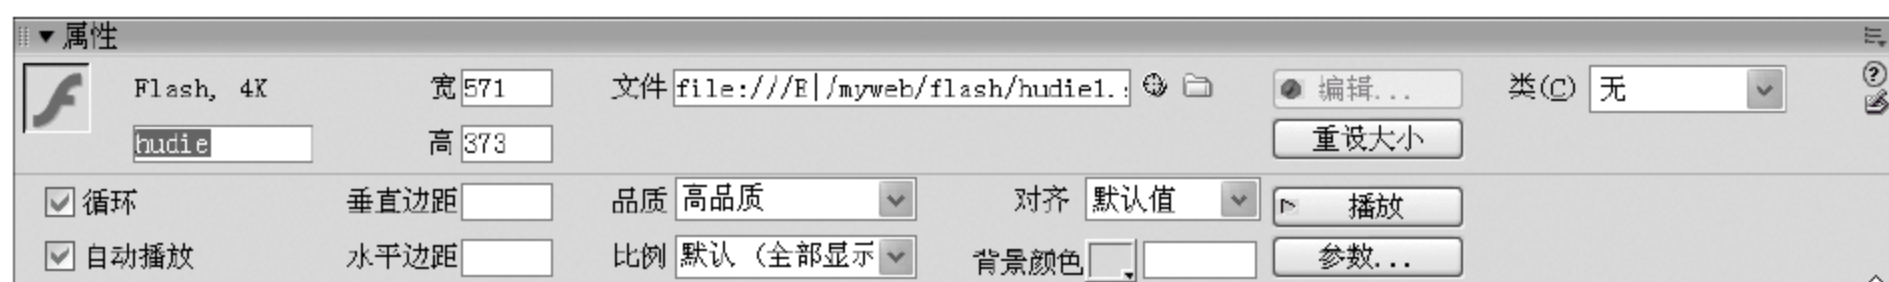 属性
Flash, 4K 宽 571 文件 file:///E|/myweb/flash/hudie1. 编辑... 类(C) 无
hudie 高 373 重设大小
循环 垂直边距 品质 高品质 对齐 默认值 播放
自动播放 水平边距 比例 默认（全部显示 背景颜色 参数...